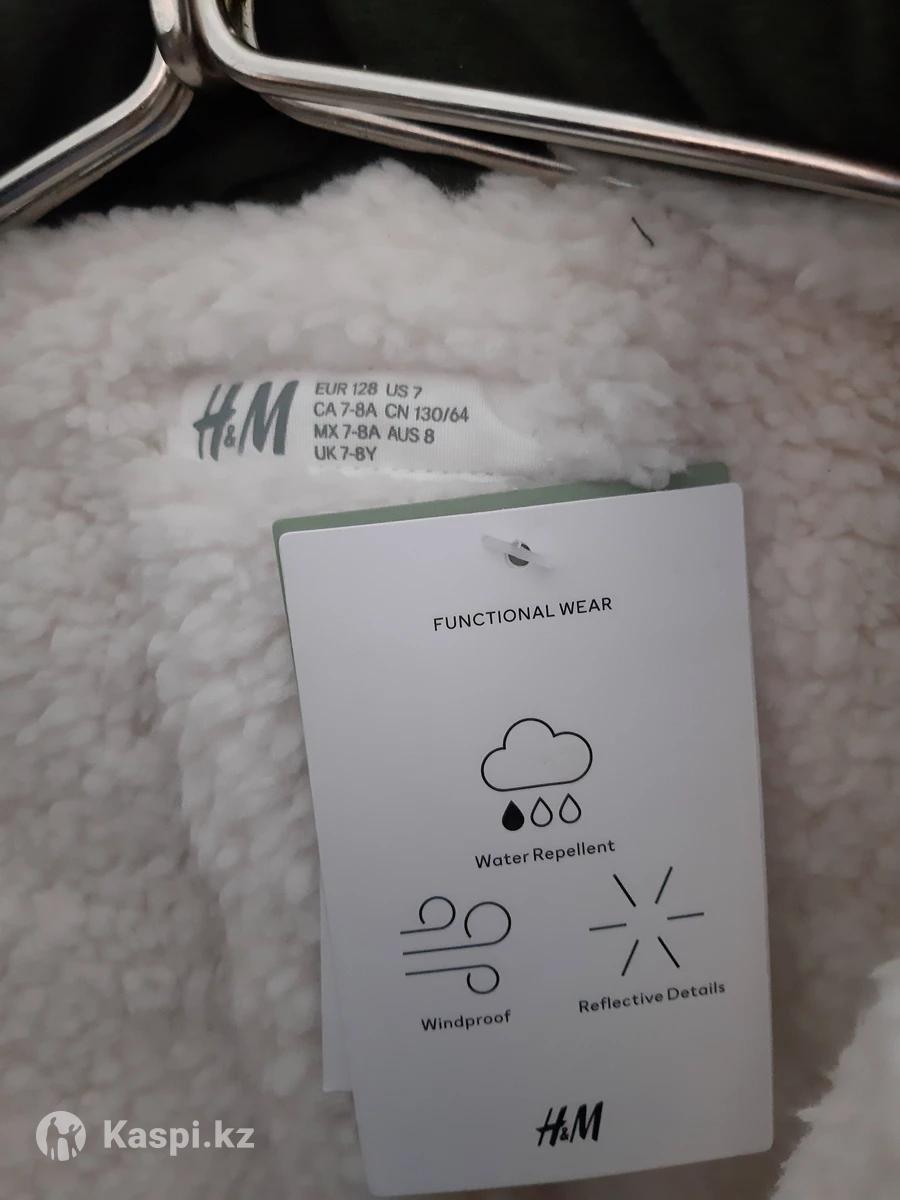 H&M
EUR 128 US 7
CA 7-8A CN 130/64
MX 7-8A AUS 8
UK 7-8Y
FUNCTIONAL WEAR
Water Repellent
Windproof
Reflective Details
H&M
Kaspi.kz